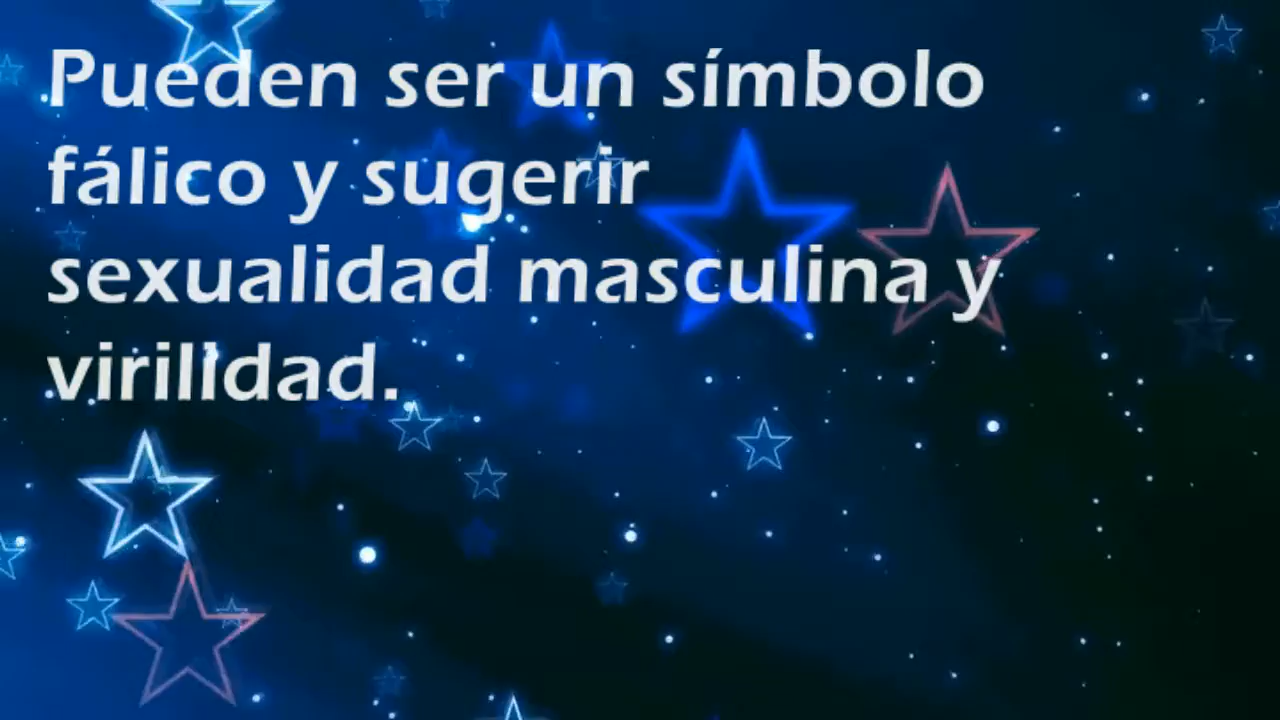 Pueden ser un símbolo
fálico y sugerir
sexualidad masculina y
virilidad.